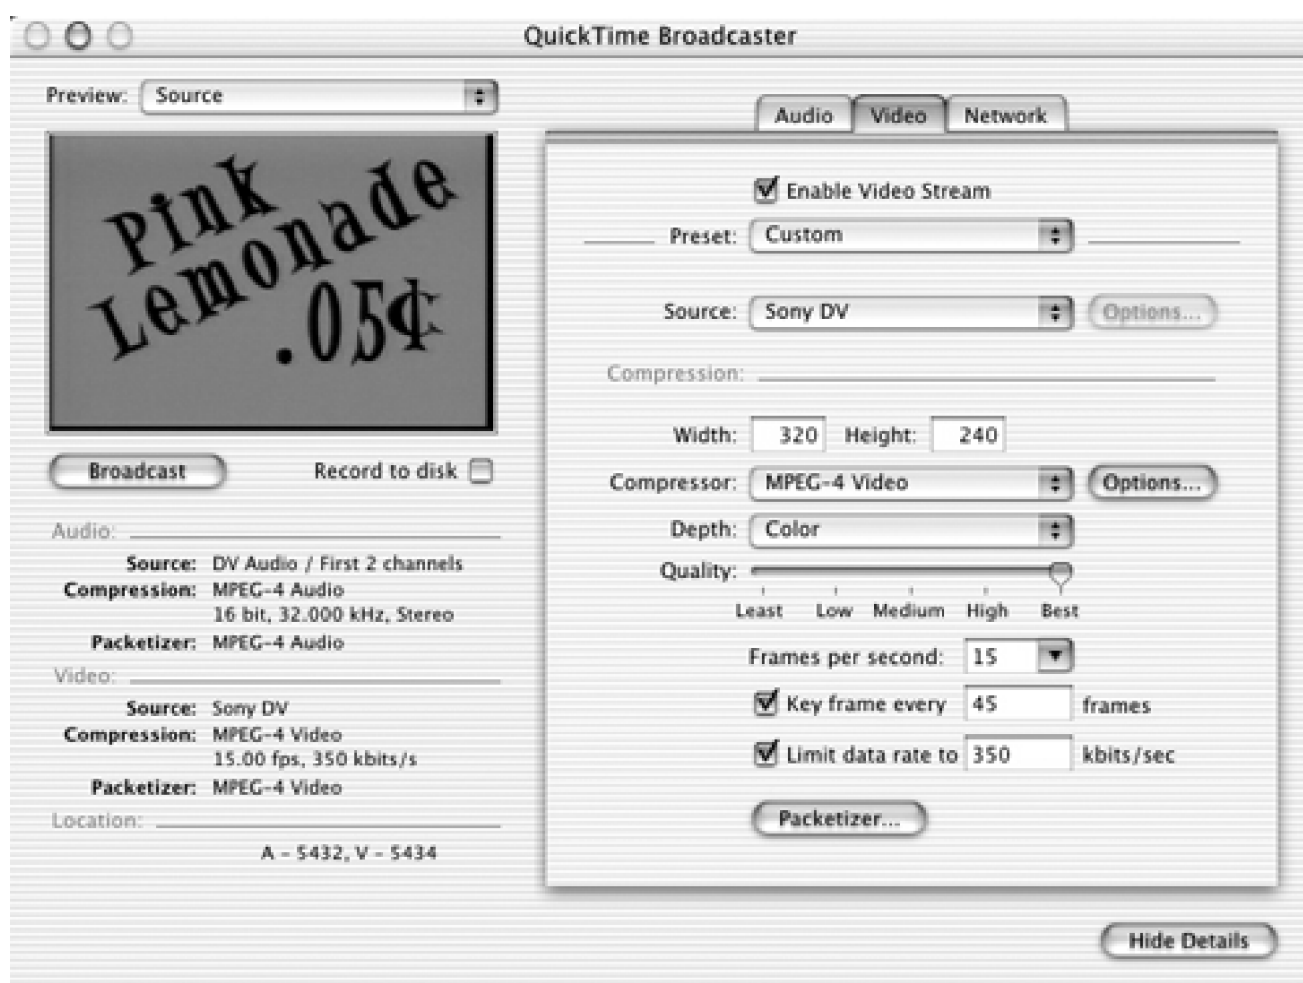 QuickTime Broadcaster
Preview: Source
Pink
Lemonade
.05¢
Broadcast Record to disk
Audio:
Source: DV Audio / First 2 channels
Compression: MPEG-4 Audio
16 bit, 32.000 kHz, Stereo
Packetizer: MPEG-4 Audio
Video:
Source: Sony DV
Compression: MPEG-4 Video
15.00 fps, 350 kbits/s
Packetizer: MPEG-4 Video
Location:
A - 5432, V - 5434
Audio Video Network
Enable Video Stream
Preset: Custom
Source: Sony DV Options...
Compression:
Width: 320 Height: 240
Compressor: MPEG-4 Video Options...
Depth: Color
Quality:
Least Low Medium High Best
Frames per second: 15
Key frame every 45 frames
Limit data rate to 350 kbits/sec
Packetizer...
Hide Details